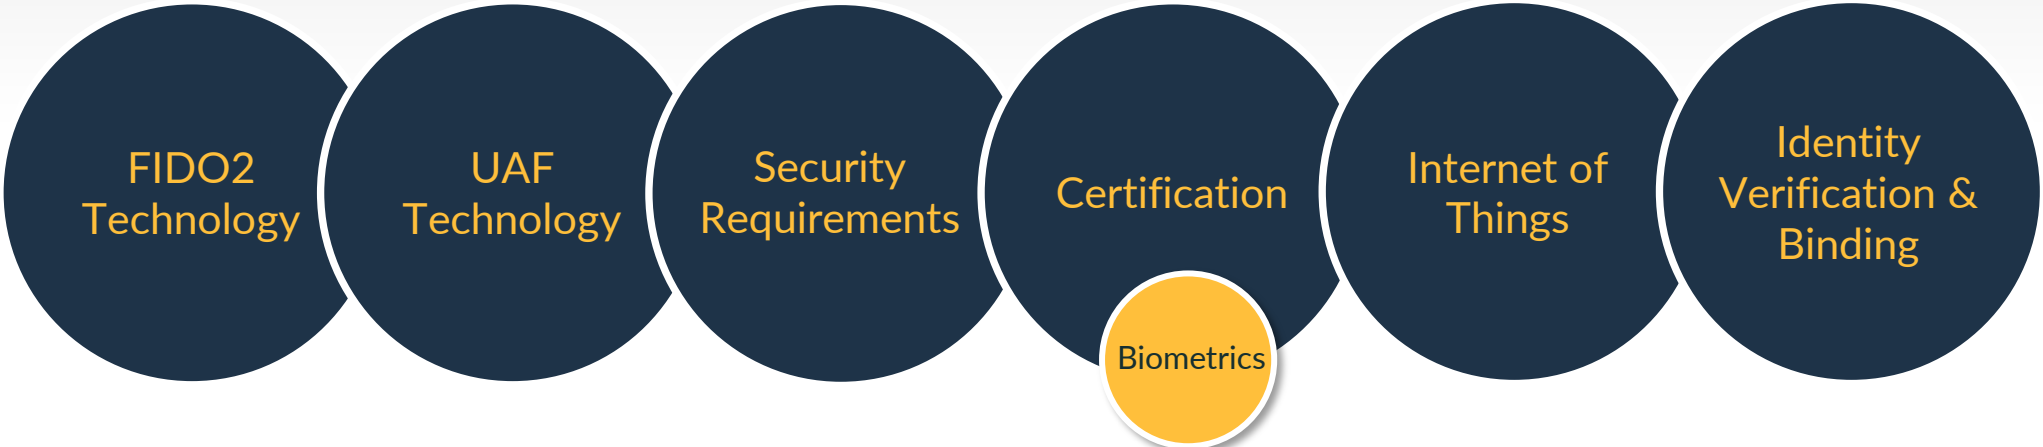 FIDO2
Technology
UAF
Technology
Security
Requirements
Certification
Biometrics
Internet of
Things
Identity
Verification &
Binding